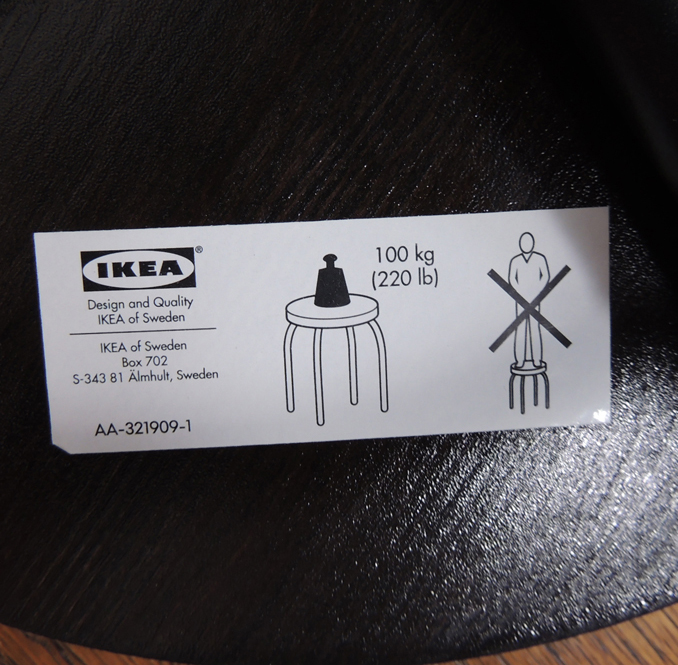 IKEA®
Design and Quality
IKEA of Sweden
IKEA of Sweden
Box 702
S-343 81 Älmhult, Sweden
AA-321909-1
100 kg
(220 lb)